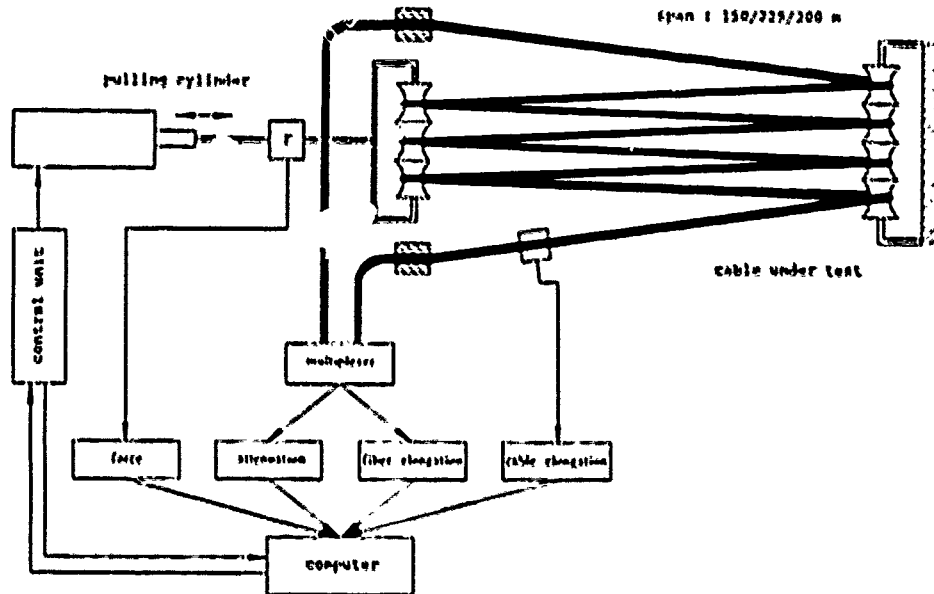 span : 150/225/300 m
pulling cylinder
F
control unit
cable under test
multiplexer
force
attenuation
fiber elongation
cable elongation
computer